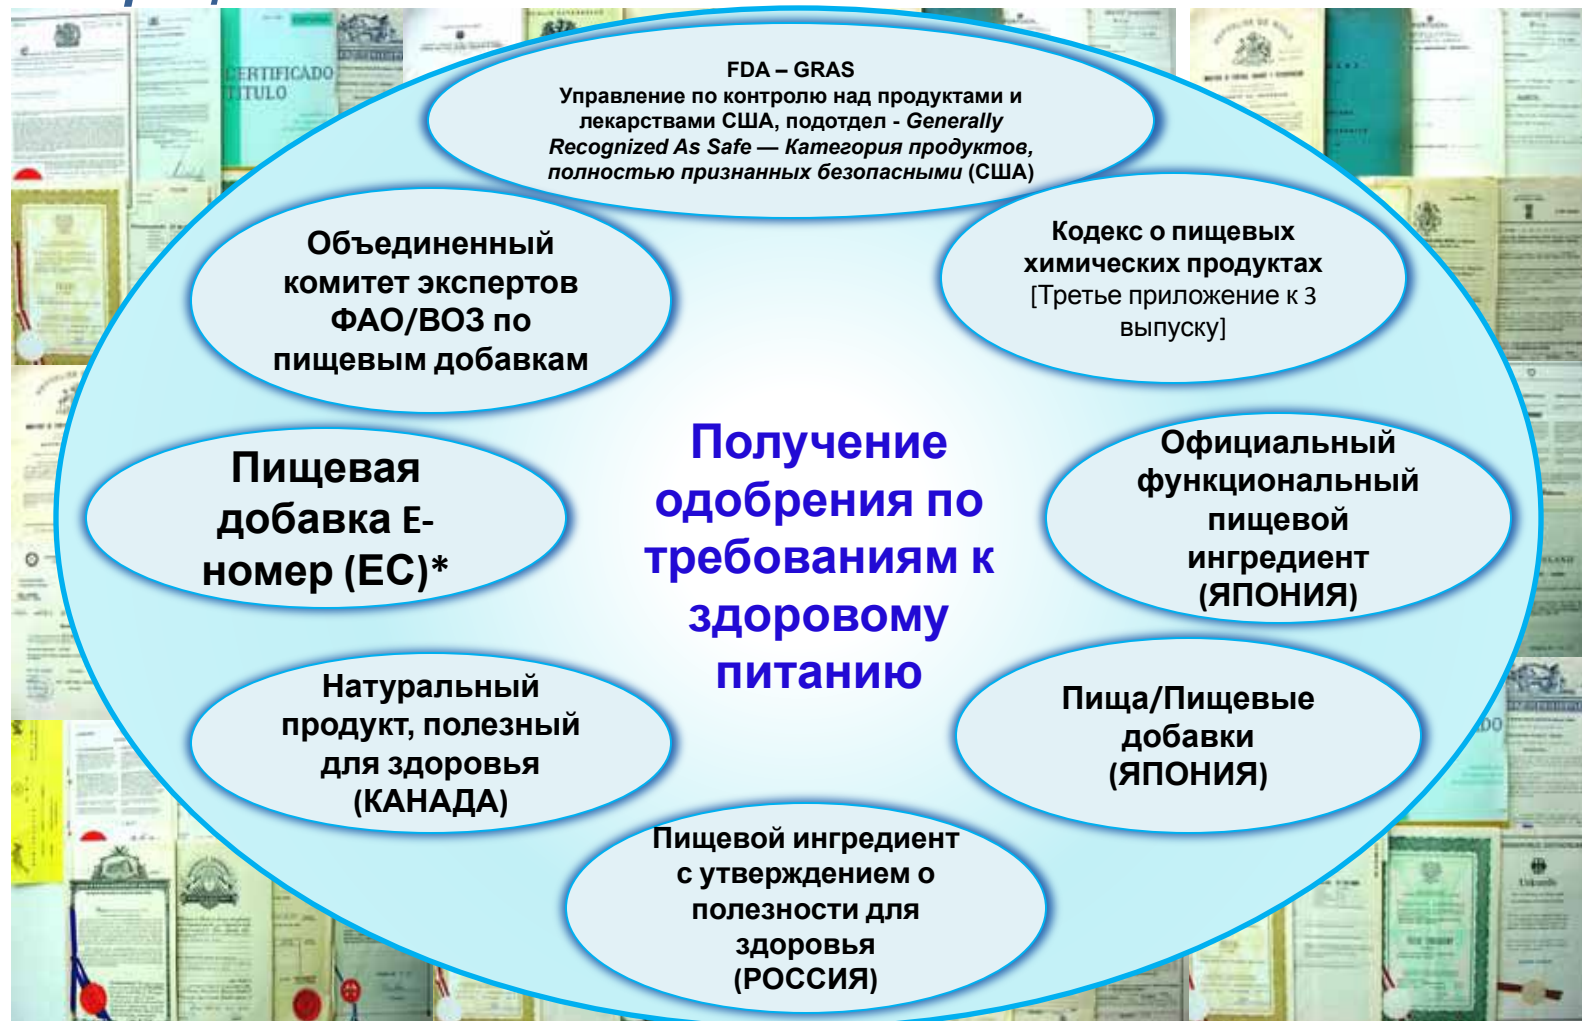 CERTIFICADO
TITULO
FDA – GRAS
Управление по контролю над продуктами и
лекарствами США, подотдел - Generally
Recognized As Safe — Категория продуктов,
полностью признанных безопасными (США)
Объединенный
комитет экспертов
ФАО/ВОЗ по
пищевым добавкам
Кодекс о пищевых
химических продуктах
[Третье приложение к 3
выпуску]
Пищевая
добавка Е-
номер (ЕС)*
Получение
одобрения по
требованиям к
здоровому
питанию
Официальный
функциональный
пищевой
ингредиент
(ЯПОНИЯ)
Натуральный
продукт, полезный
для здоровья
(КАНАДА)
Пища/Пищевые
добавки
(ЯПОНИЯ)
Пищевой ингредиент
с утверждением о
полезности для
здоровья
(РОССИЯ)